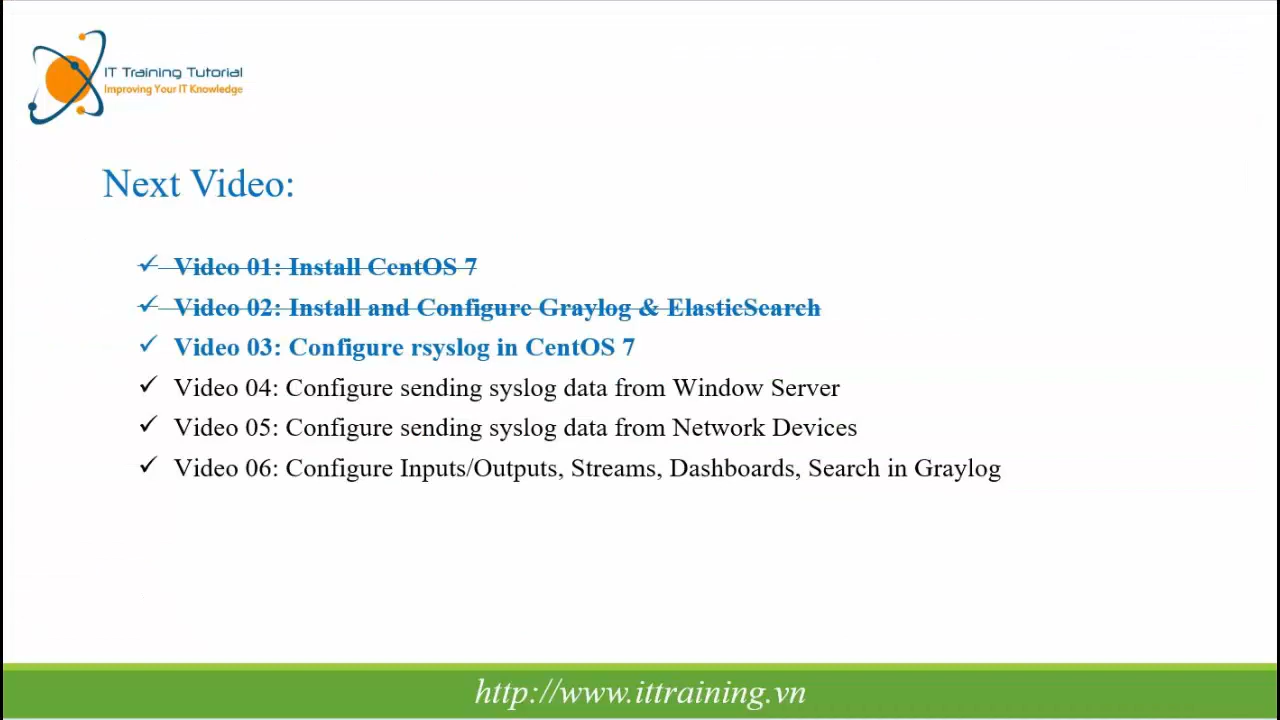 IT Training Tutorial
Improving Your IT Knowledge
Next Video:
✓ Video 01: Install CentOS 7
✓ Video 02: Install and Configure Graylog & ElasticSearch
✓ Video 03: Configure rsyslog in CentOS 7
✓ Video 04: Configure sending syslog data from Window Server
✓ Video 05: Configure sending syslog data from Network Devices
✓ Video 06: Configure Inputs/Outputs, Streams, Dashboards, Search in Graylog
http://www.ittraining.vn